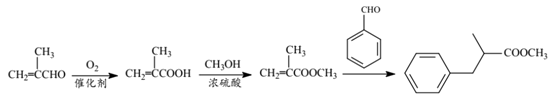 CH₃ CH₃ CH₃ CHO
CH₂=CCHO O₂ 催化剂 CH₂=CCOOH CH₃OH 浓硫酸 CH₂=CCOOCH₃ COOCH₃